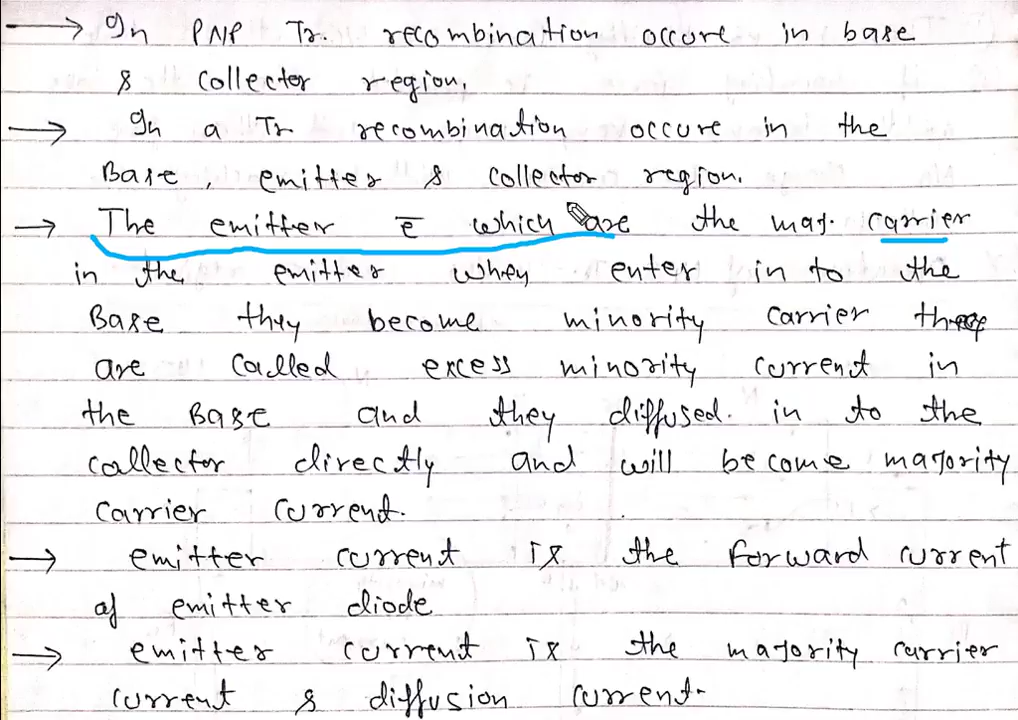 → In PNP Tr. recombination occure in base
& collector region.
→ In a Tr recombination occure in the
Base, emitter & collector region.
→ The emitter e̅ which are the maj. carrier
in the emitter whey enter in to the
Base they become minority carrier these
are called excess minority current in
the Base and they diffused. in to the
collector directly and will become majority
carrier current.
→ emitter current is the Forward current
of emitter diode
→ emitter current is the majority carrier
current & diffusion current.